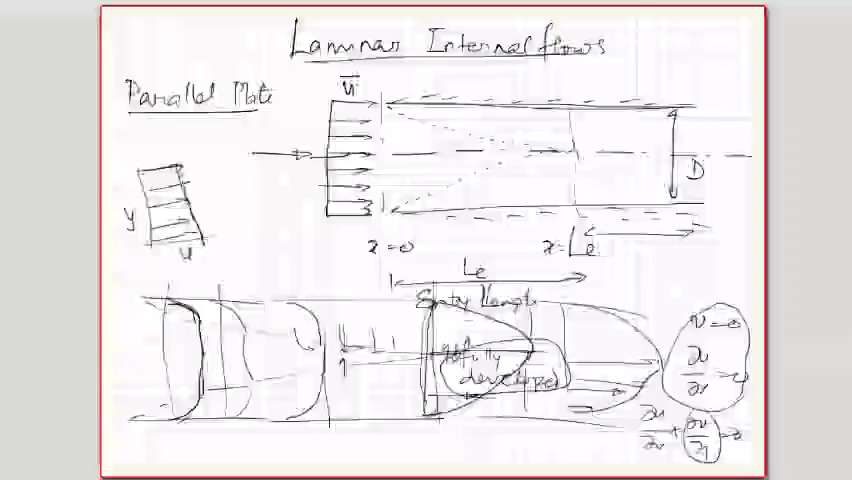 Laminar Internal flows
Parallel Plate
ū
D
y
u
x=0
x=Le
Le
Entry Length
fully
developed
v=0
∂u
∂x
=0
∂u/∂x + ∂v/∂y =0